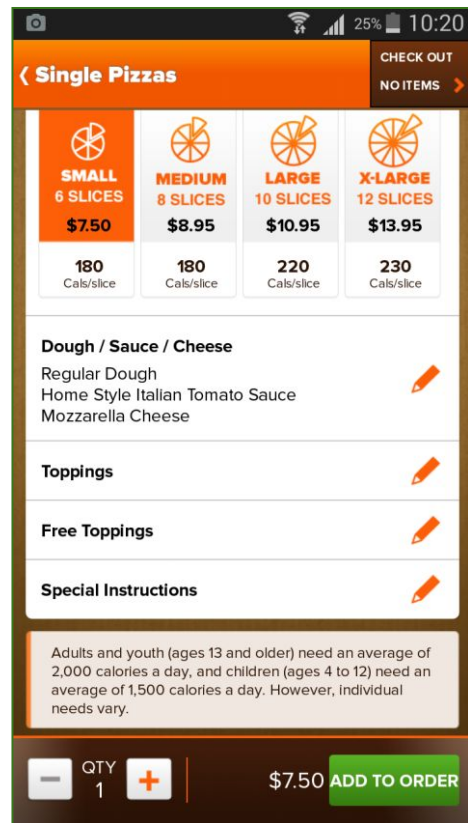 25% 10:20
Single Pizzas
CHECK OUT
NO ITEMS
SMALL MEDIUM LARGE X-LARGE
6 SLICES 8 SLICES 10 SLICES 12 SLICES
$7.50 $8.95 $10.95 $13.95
180 180 220 230
Cals/slice Cals/slice Cals/slice Cals/slice
Dough / Sauce / Cheese
Regular Dough
Home Style Italian Tomato Sauce
Mozzarella Cheese
Toppings
Free Toppings
Special Instructions
Adults and youth (ages 13 and older) need an average of
2,000 calories a day, and children (ages 4 to 12) need an
average of 1,500 calories a day. However, individual
needs vary.
QTY
1
$7.50 ADD TO ORDER